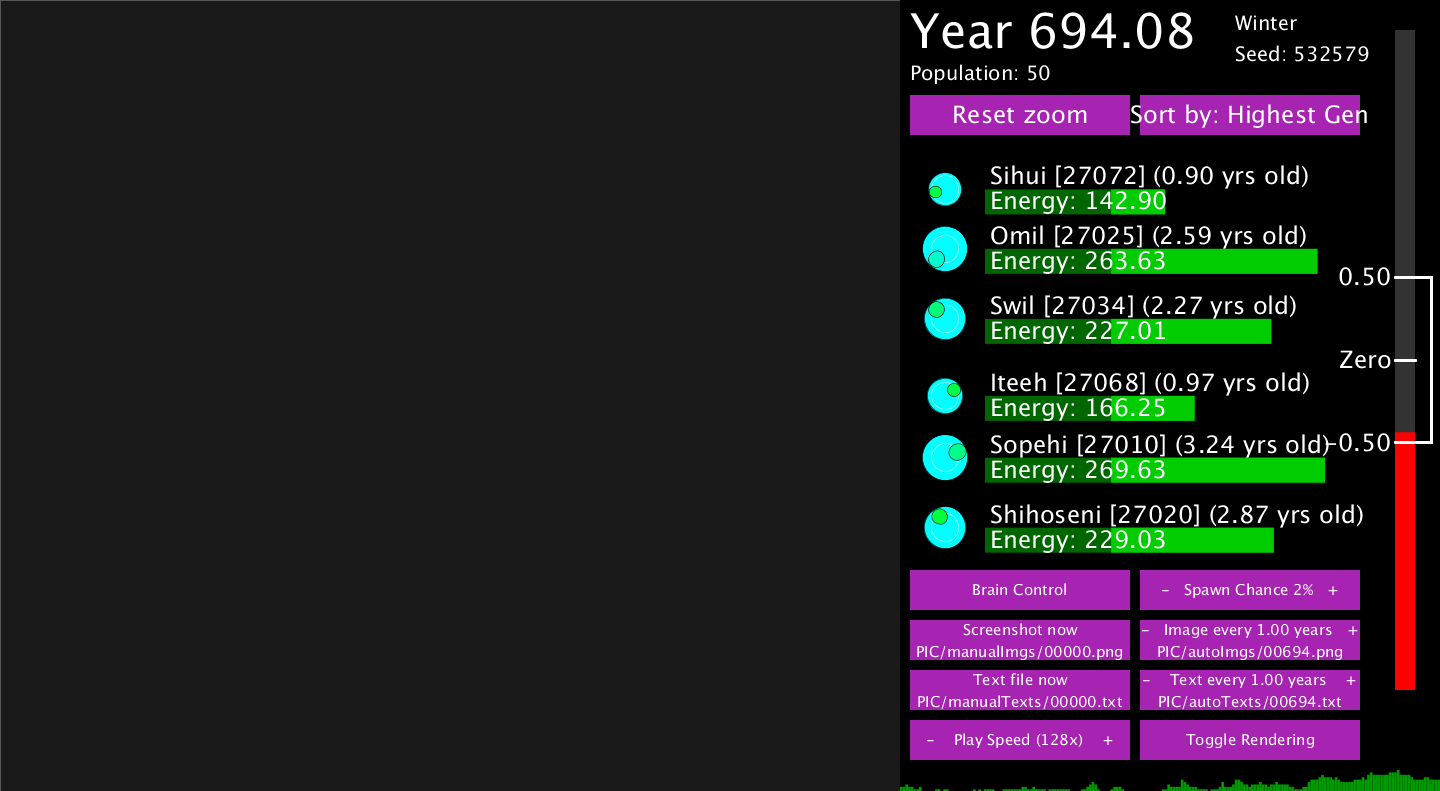 Year 694.08
Winter
Seed: 532579
Population: 50
Reset zoom
Sort by: Highest Gen
Sihui [27072] (0.90 yrs old)
Energy: 142.90
Omil [27025] (2.59 yrs old)
Energy: 263.63
0.50
Swil [27034] (2.27 yrs old)
Energy: 227.01
Zero
Iteeh [27068] (0.97 yrs old)
Energy: 166.25
Sopehi [27010] (3.24 yrs old)
-0.50
Energy: 269.63
Shihoseni [27020] (2.87 yrs old)
Energy: 229.03
Brain Control
- Spawn Chance 2% +
Screenshot now
PIC/manualImgs/00000.png
- Image every 1.00 years +
PIC/autoImgs/00694.png
Text file now
PIC/manualTexts/00000.txt
- Text every 1.00 years +
PIC/autoTexts/00694.txt
- Play Speed (128x) +
Toggle Rendering